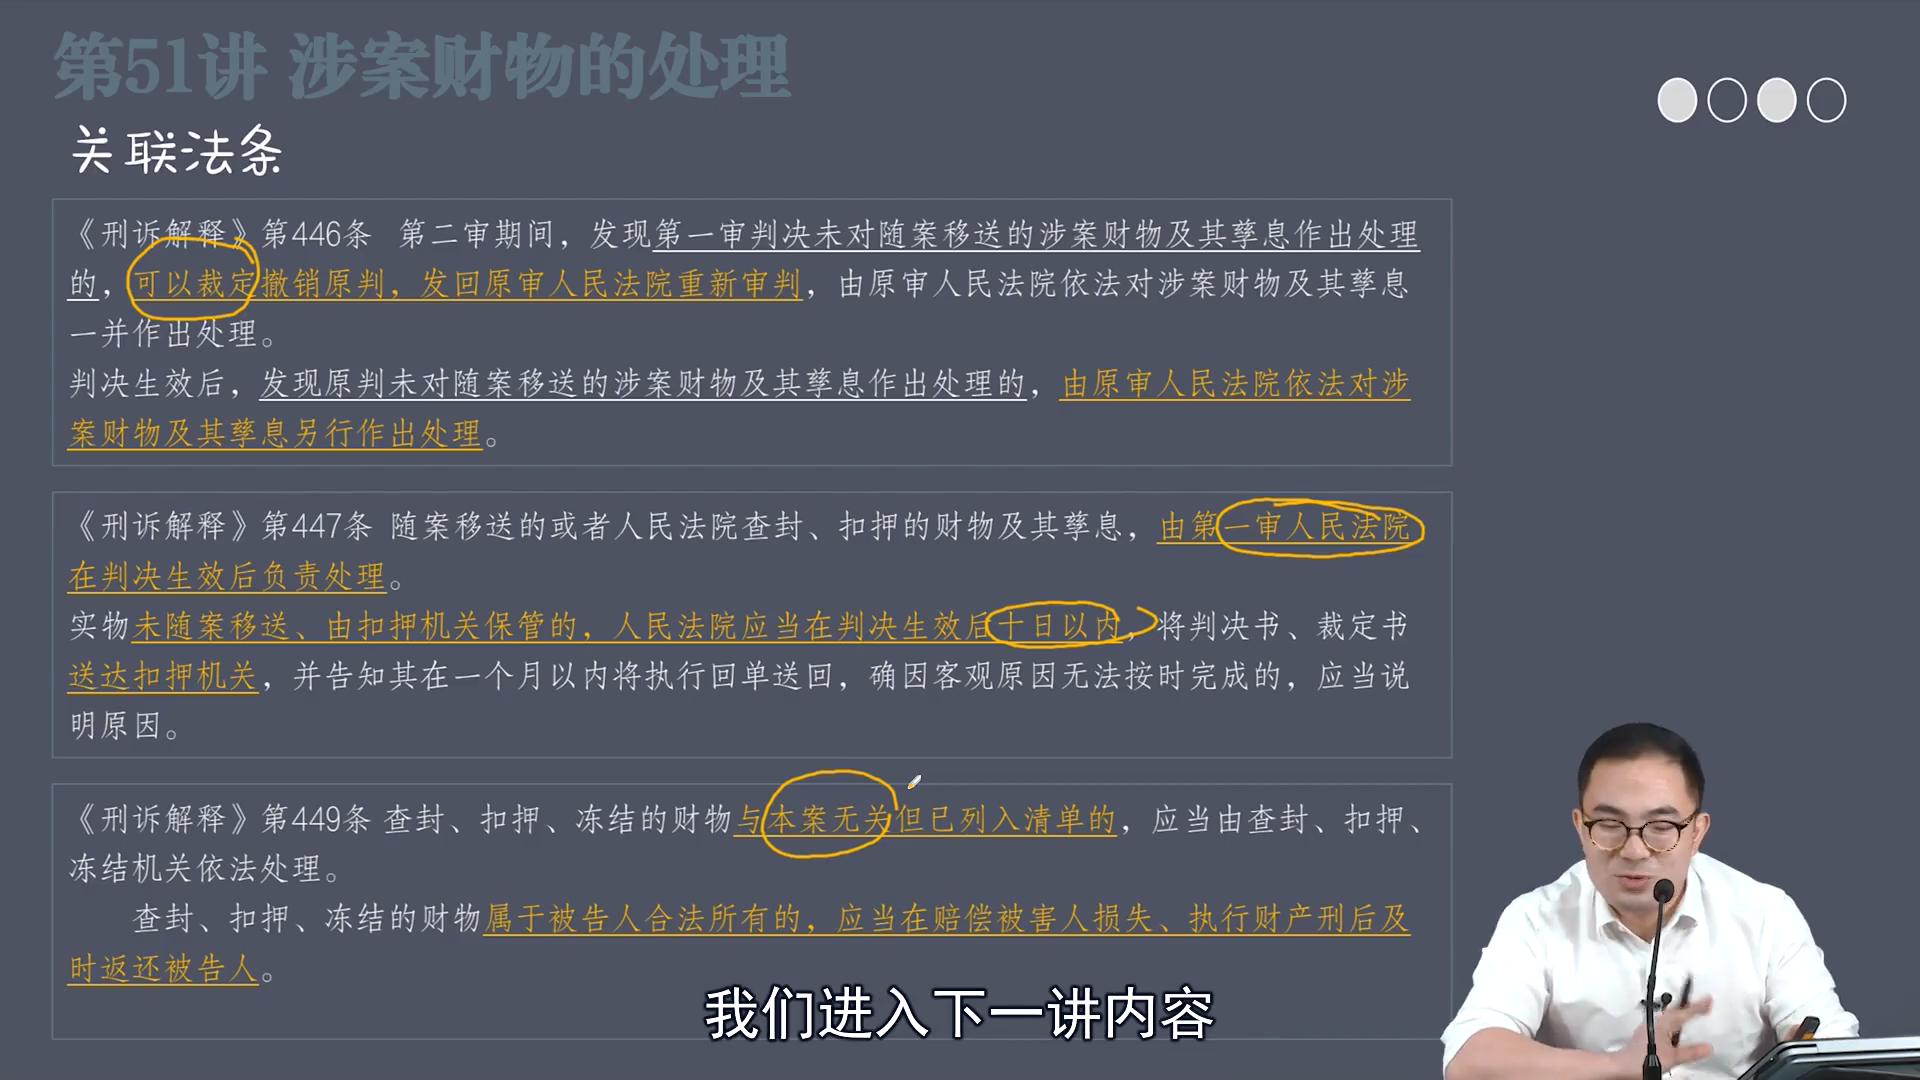 第51讲 涉案财物的处理
关联法条
《刑诉解释》第446条 第二审期间，发现第一审判决未对随案移送的涉案财物及其孳息作出处理
的，可以裁定撤销原判，发回原审人民法院重新审判，由原审人民法院依法对涉案财物及其孳息
一并作出处理。
判决生效后，发现原判未对随案移送的涉案财物及其孳息作出处理的，由原审人民法院依法对涉
案财物及其孳息另行作出处理。
《刑诉解释》第447条 随案移送的或者人民法院查封、扣押的财物及其孳息，由第一审人民法院
在判决生效后负责处理。
实物未随案移送、由扣押机关保管的，人民法院应当在判决生效后十日以内，将判决书、裁定书
送达扣押机关，并告知其在一个月以内将执行回单送回，确因客观原因无法按时完成的，应当说
明原因。
《刑诉解释》第449条 查封、扣押、冻结的财物与本案无关但已列入清单的，应当由查封、扣押、
冻结机关依法处理。
查封、扣押、冻结的财物属于被告人合法所有的，应当在赔偿被害人损失、执行财产刑后及
时返还被告人。
我们进入下一讲内容